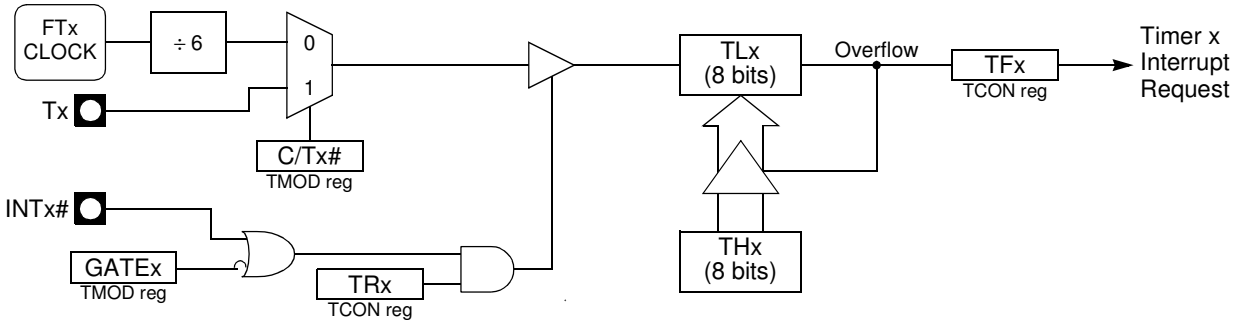 FTx
CLOCK
÷ 6
0
1
Tx
C/Tx#
TMOD reg
INTx#
GATEx
TMOD reg
TRx
TCON reg
TLx
(8 bits)
Overflow
TFx
TCON reg
Timer x
Interrupt
Request
THx
(8 bits)